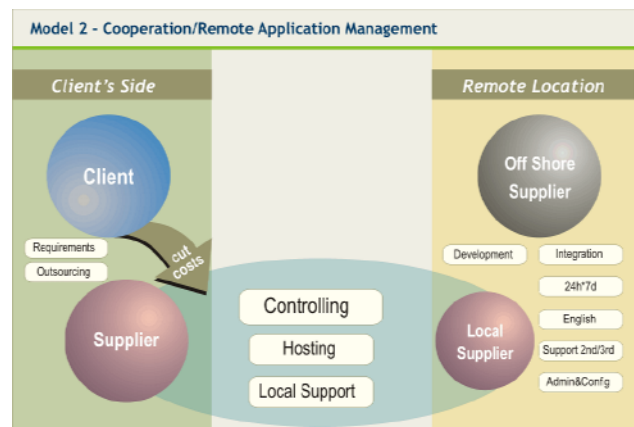 Model 2 - Cooperation/Remote Application Management
Client's Side
Remote Location
Client
Off Shore
Supplier
Requirements
Outsourcing
cut
costs
Development
Integration
24h*7d
English
Support 2nd/3rd
Admin&Config
Supplier
Controlling
Hosting
Local Support
Local
Supplier